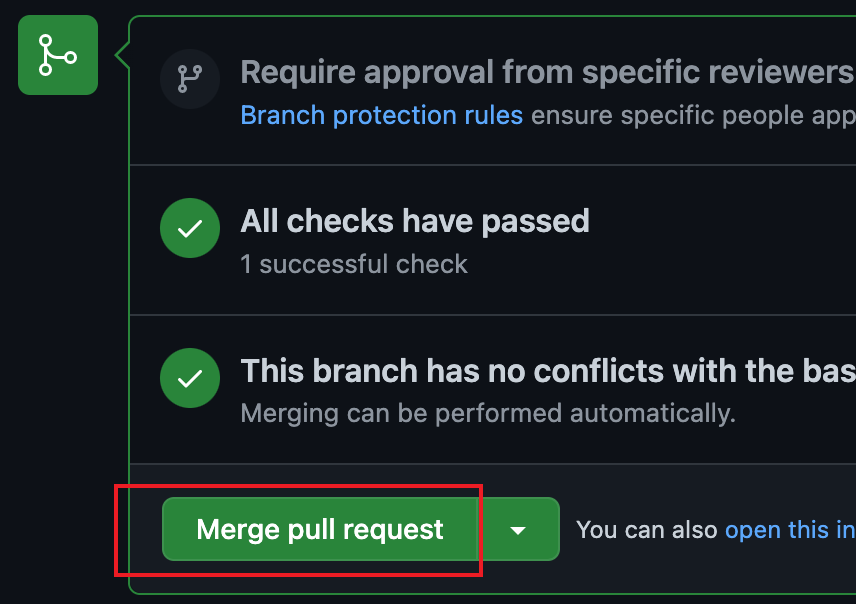 Require approval from specific reviewers
Branch protection rules ensure specific people app
All checks have passed
1 successful check
This branch has no conflicts with the bas
Merging can be performed automatically.
Merge pull request
You can also open this in